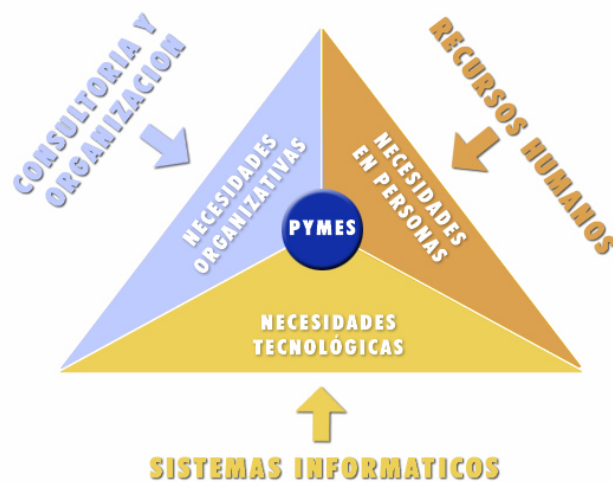 CONSULTORIA Y
ORGANIZACION
RECURSOS HUMANOS
NECESIDADES
ORGANIZATIVAS
NECESIDADES
EN PERSONAS
PYMES
NECESIDADES
TECNOLÓGICAS
SISTEMAS INFORMATICOS